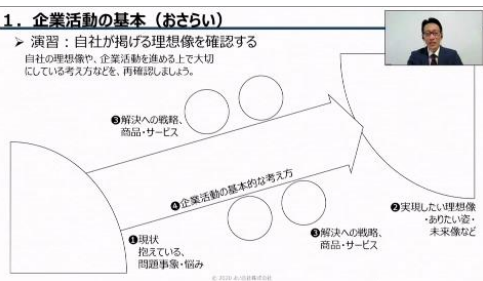 1．企業活動の基本（おさらい）
➢ 演習：自社が掲げる理想像を確認する
自社の理想像や、企業活動を進める上で大切
にしている考え方などを、再確認しましょう。
❸解決への戦略、
商品・サービス
❹企業活動の基本的な考え方
❷実現したい理想像
・ありたい姿・
未来像など
❶現状
抱えている、
問題事象・悩み
❸解決への戦略、
商品・サービス